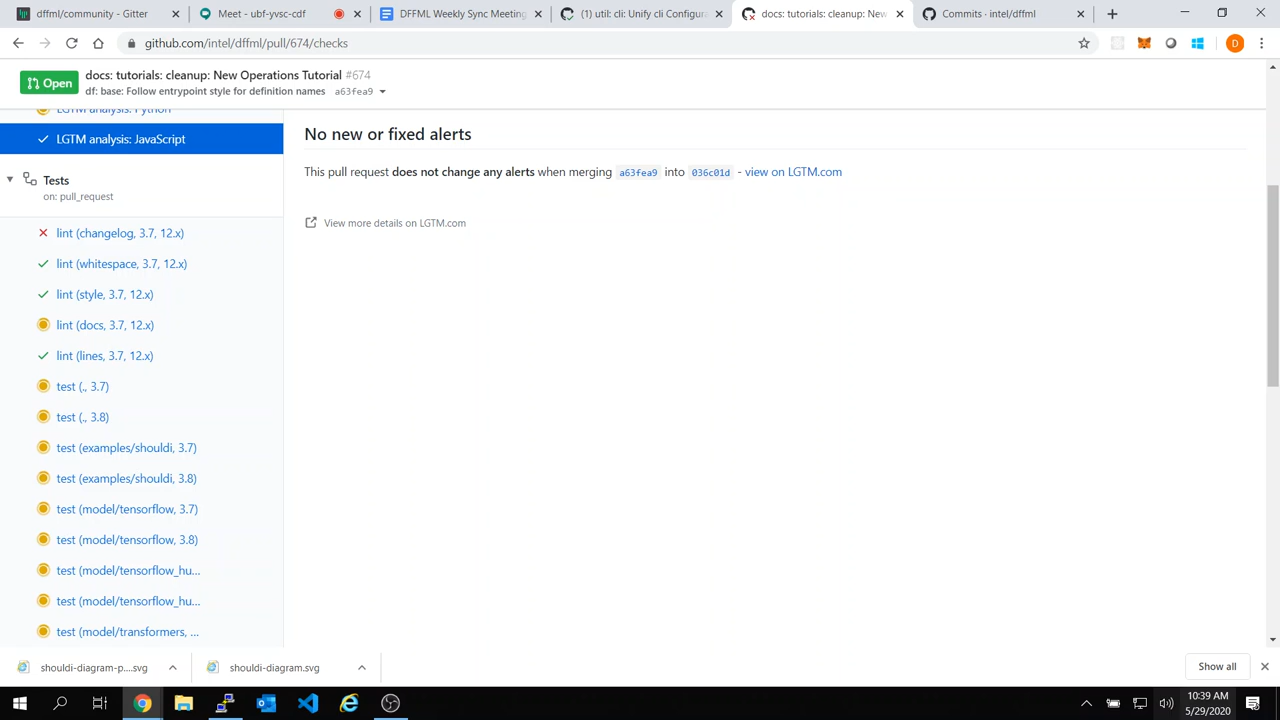 dffml/community - Gitter
Meet - ubf-yvsc-cdf
DFFML Weekly Sync Meeting
(1) util: cli: Unify cli Configura
docs: tutorials: cleanup: New
Commits · intel/dffml
github.com/intel/dffml/pull/674/checks
D
Open
docs: tutorials: cleanup: New Operations Tutorial #674
df: base: Follow entrypoint style for definition names a63fea9
LGTM analysis: Python
LGTM analysis: JavaScript
Tests
on: pull_request
lint (changelog, 3.7, 12.x)
lint (whitespace, 3.7, 12.x)
lint (style, 3.7, 12.x)
lint (docs, 3.7, 12.x)
lint (lines, 3.7, 12.x)
test (., 3.7)
test (., 3.8)
test (examples/shouldi, 3.7)
test (examples/shouldi, 3.8)
test (model/tensorflow, 3.7)
test (model/tensorflow, 3.8)
test (model/tensorflow_hu...
test (model/tensorflow_hu...
test (model/transformers, ...
No new or fixed alerts
This pull request does not change any alerts when merging a63fea9 into 036c01d - view on LGTM.com
View more details on LGTM.com
shouldi-diagram-p....svg
shouldi-diagram.svg
Show all
10:39 AM
5/29/2020